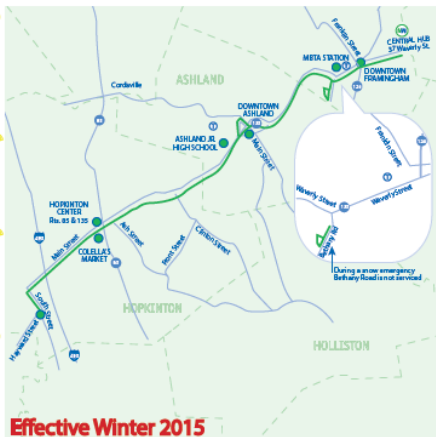 Franklin Street
CENTRAL HUB
37 Waverly St.
MBTA STATION
DOWNTOWN
FRAMINGHAM
ASHLAND
Cordaville
DOWNTOWN
ASHLAND
Main Street
ASHLAND JR.
HIGH SCHOOL
HOPKINTON
CENTER
Rts. 85 & 135
COLELLA'S
MARKET
Main Street
Ash Street
Front Street
Clinton Street
South Street
Hayward Street
HOPKINTON
HOLLISTON
Waverly Street
Waverly Street
Bethany Rd
During a snow emergency
Bethany Road is not serviced
Effective Winter 2015